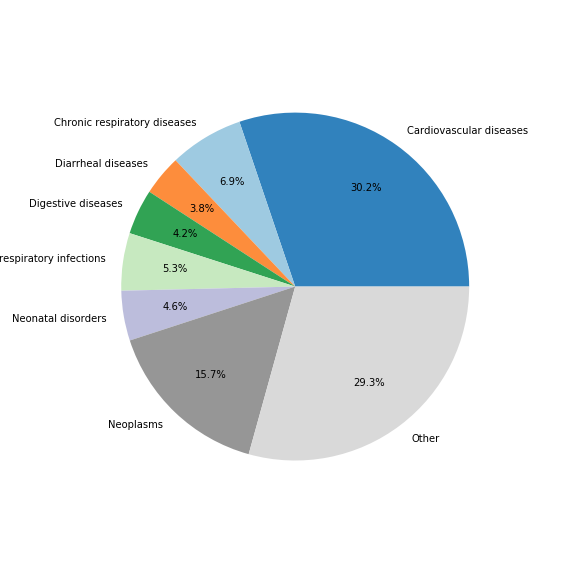 Chronic respiratory diseases
Cardiovascular diseases
Diarrheal diseases
6.9%
30.2%
3.8%
Digestive diseases
4.2%
respiratory infections
5.3%
Neonatal disorders
4.6%
15.7%
29.3%
Neoplasms
Other